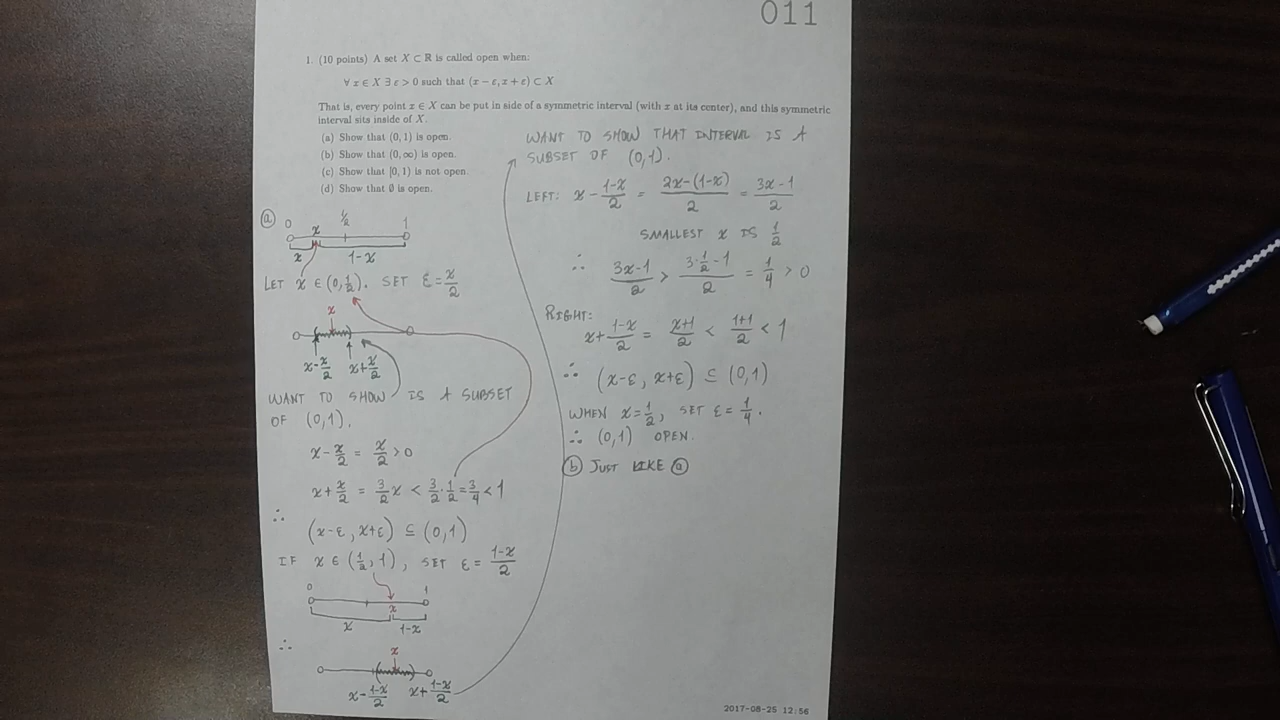 011
1. (10 points) A set X ⊂ ℝ is called open when:
∀ x ∈ X ∃ ε > 0 such that (x − ε, x + ε) ⊂ X
That is, every point x ∈ X can be put in side of a symmetric interval (with x at its center), and this symmetric
interval sits inside of X.
(a) Show that (0, 1) is open.
(b) Show that (0, ∞) is open.
(c) Show that [0, 1) is not open.
(d) Show that ∅ is open.
(a) 0 x 1/2 1
x 1-x
LET x ∈ (0, 1/2). SET ε = x/2
x
x - x/2 x + x/2
WANT TO SHOW IS A SUBSET
OF (0,1).
x - x/2 = x/2 > 0
x + x/2 = 3/2 x < 3/2 · 1/2 = 3/4 < 1
∴
(x-ε, x+ε) ⊆ (0,1)
IF x ∈ (1/2, 1), SET ε = (1-x)/2
0 1
x
x 1-x
∴
x
x - (1-x)/2 x + (1-x)/2
WANT TO SHOW THAT INTERVAL IS A
SUBSET OF (0,1).
LEFT: x - (1-x)/2 = (2x-(1-x))/2 = (3x-1)/2
SMALLEST x IS 1/2
∴ (3x-1)/2 > (3·1/2 -1)/2 = 1/4 > 0
RIGHT:
x + (1-x)/2 = (x+1)/2 < (1+1)/2 < 1
∴ (x-ε, x+ε) ⊆ (0,1)
WHEN x = 1/2, SET ε = 1/4.
∴ (0,1) OPEN.
(b) JUST LIKE (a)
2017-08-25 12:56